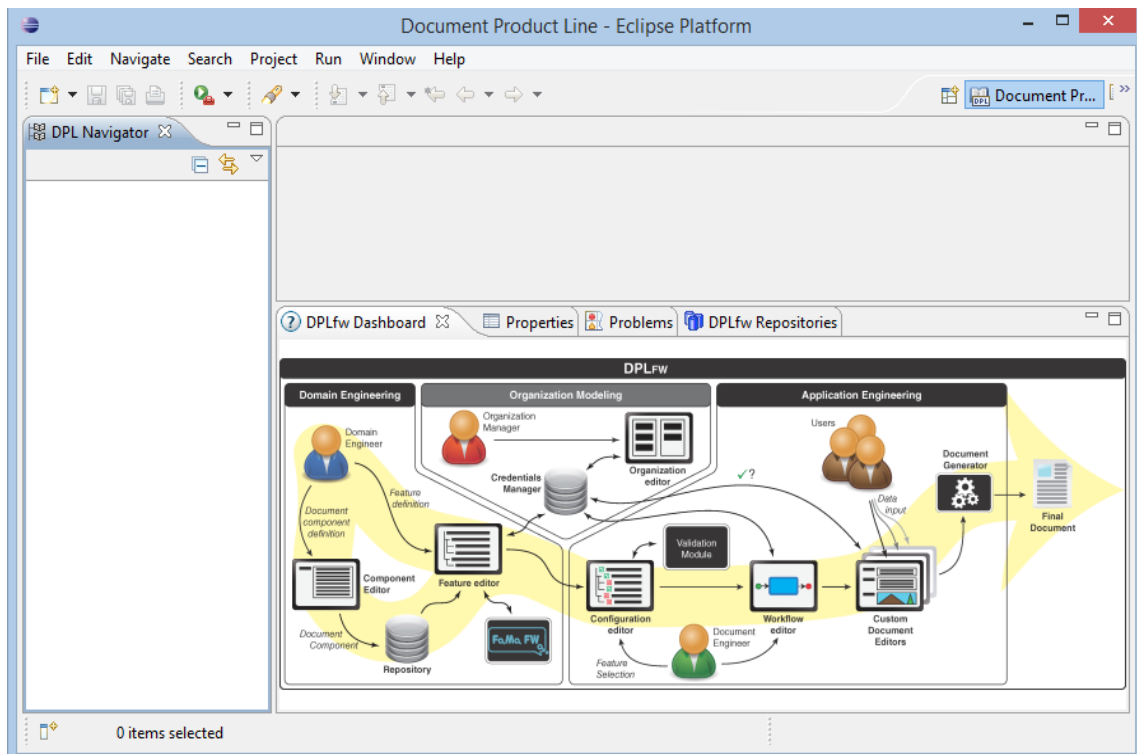 Document Product Line - Eclipse Platform
File Edit Navigate Search Project Run Window Help
DPL Document Pr...
DPL Navigator
DPLfw Dashboard Properties Problems DPLfw Repositories
DPLFW
Domain Engineering
Organization Modeling
Application Engineering
Domain
Engineer
Organization
Manager
Users
Document
Generator
Organization
editor
Credentials
Manager
✓?
Feature
definition
Document
component
definition
Data
input
Final
Document
Validation
Module
Component
Editor
Feature editor
Configuration
editor
Workflow
editor
Custom
Document
Editors
Document
Component
Repository
FaMa FW
Document
Engineer
Feature
Selection
0 items selected